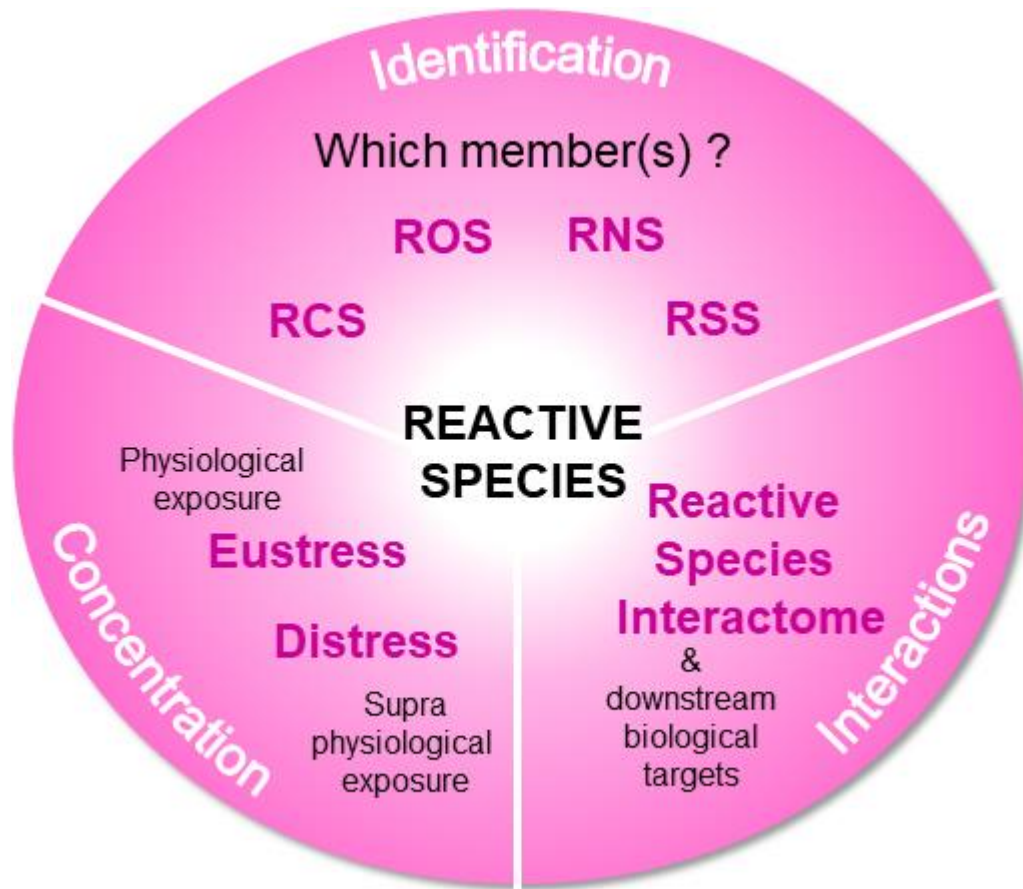 Identification
Which member(s) ?
ROS RNS
RCS RSS
REACTIVE
SPECIES
Physiological
exposure
Eustress
Distress
Supra
physiological
exposure
Concentration
Reactive
Species
Interactome
&
downstream
biological
targets
Interactions